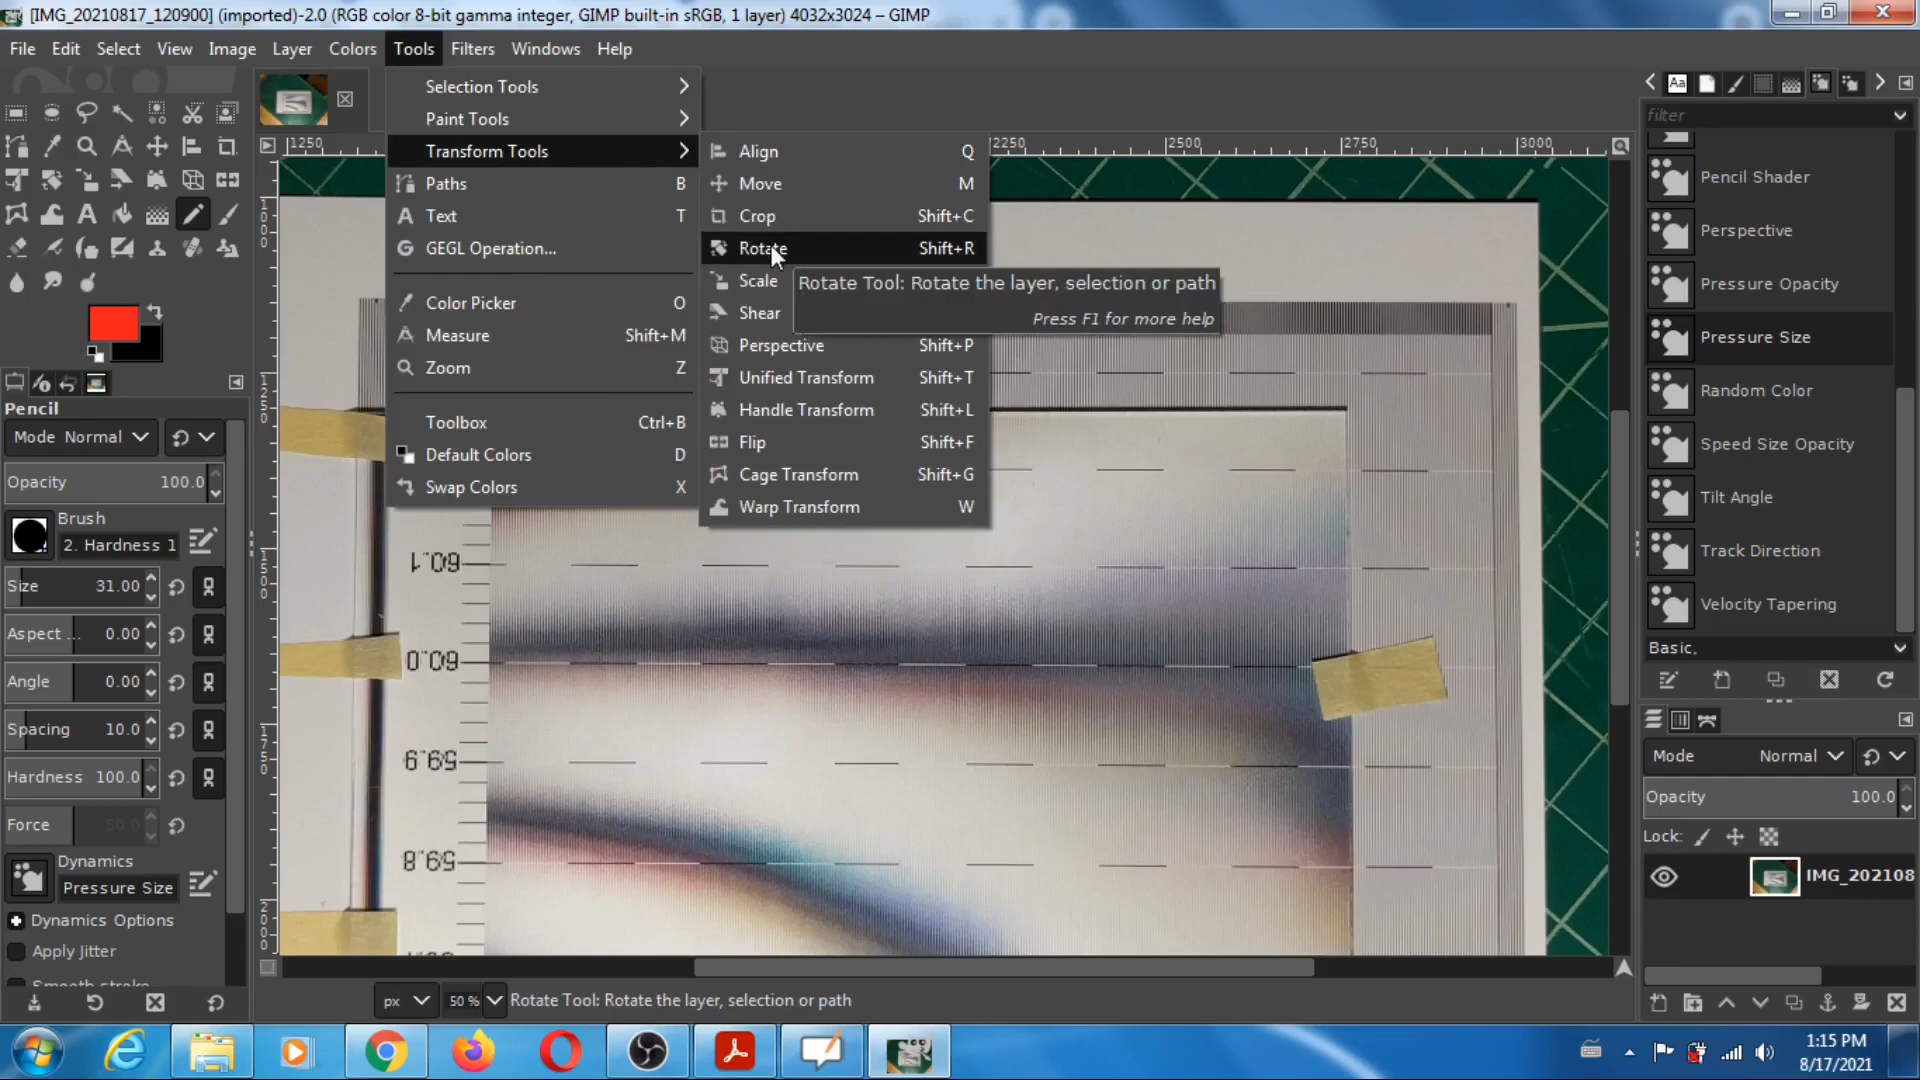 [IMG_20210817_120900] (imported)-2.0 (RGB color 8-bit gamma integer, GIMP built-in sRGB, 1 layer) 4032x3024 – GIMP
File Edit Select View Image Layer Colors Tools Filters Windows Help
Selection Tools
Paint Tools
Transform Tools
Paths B
Text T
GEGL Operation...
Color Picker O
Measure Shift+M
Zoom Z
Toolbox Ctrl+B
Default Colors D
Swap Colors X
Align Q
Move M
Crop Shift+C
Rotate Shift+R
Scale
Shear
Perspective Shift+P
Unified Transform Shift+T
Handle Transform Shift+L
Flip Shift+F
Cage Transform Shift+G
Warp Transform W
Rotate Tool: Rotate the layer, selection or path
Press F1 for more help
1250 2250 2500 2750 3000
1000
1250
1500
1750
2000
60.1
60.0
59.9
59.8
Pencil
Mode Normal
Opacity 100.0
Brush
2. Hardness 1
Size 31.00
Aspect ... 0.00
Angle 0.00
Spacing 10.0
Hardness 100.0
Force 50.0
Dynamics
Pressure Size
Dynamics Options
Apply Jitter
Smooth stroke
filter
Pencil Shader
Perspective
Pressure Opacity
Pressure Size
Random Color
Speed Size Opacity
Tilt Angle
Track Direction
Velocity Tapering
Basic,
Mode Normal
Opacity 100.0
Lock:
IMG_202108
px 50 % Rotate Tool: Rotate the layer, selection or path
1:15 PM
8/17/2021